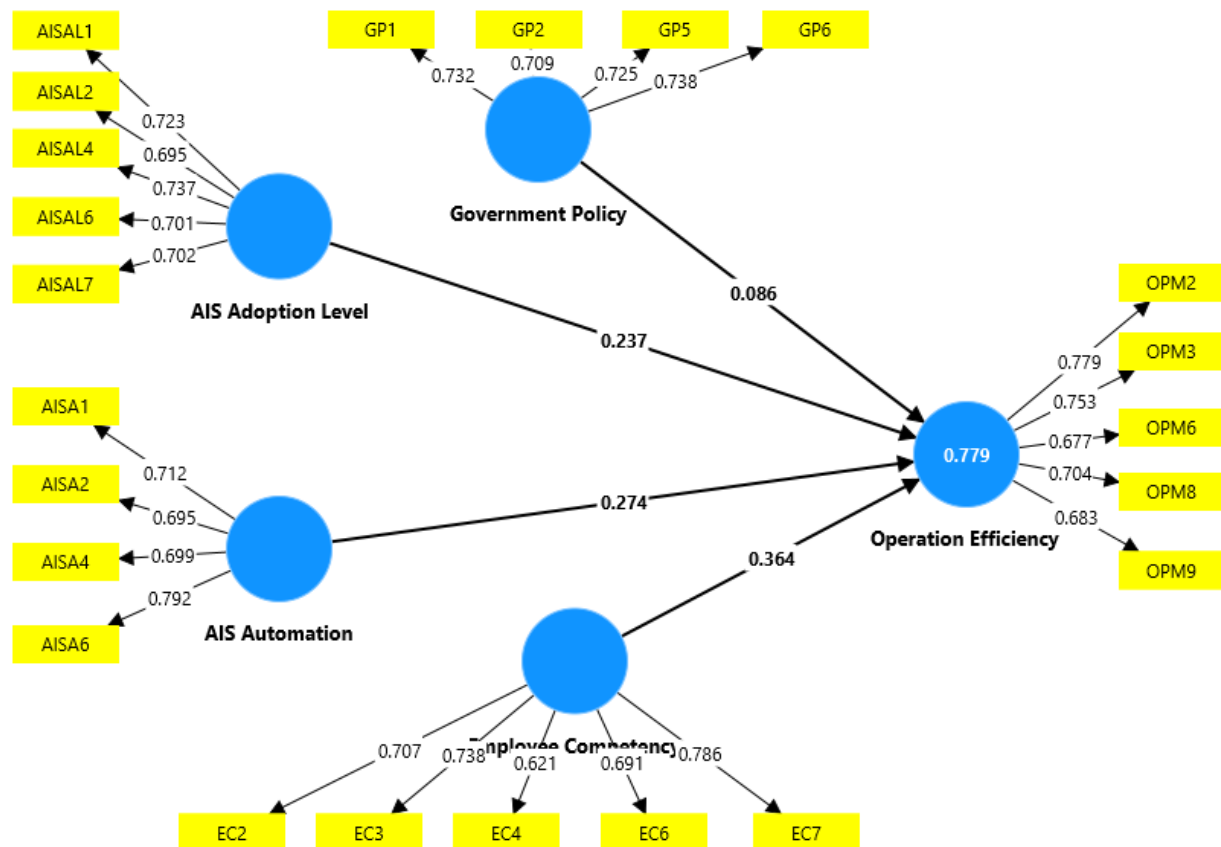 AISAL1
AISAL2
AISAL4
AISAL6
AISAL7
0.723
0.695
0.737
0.701
0.702
AIS Adoption Level
GP1
GP2
GP5
GP6
0.732
0.709
0.725
0.738
Government Policy
0.086
0.237
0.274
0.364
AISA1
AISA2
AISA4
AISA6
0.712
0.695
0.699
0.792
AIS Automation
0.779
Operation Efficiency
OPM2
OPM3
OPM6
OPM8
OPM9
0.779
0.753
0.677
0.704
0.683
Employee Competency
0.707
0.738
0.621
0.691
0.786
EC2
EC3
EC4
EC6
EC7